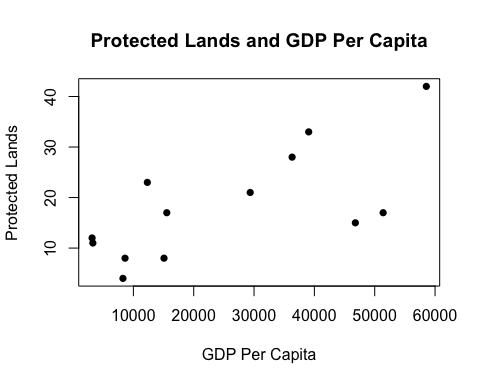 Protected Lands and GDP Per Capita
Protected Lands
40
30
20
10
10000 20000 30000 40000 50000 60000
GDP Per Capita